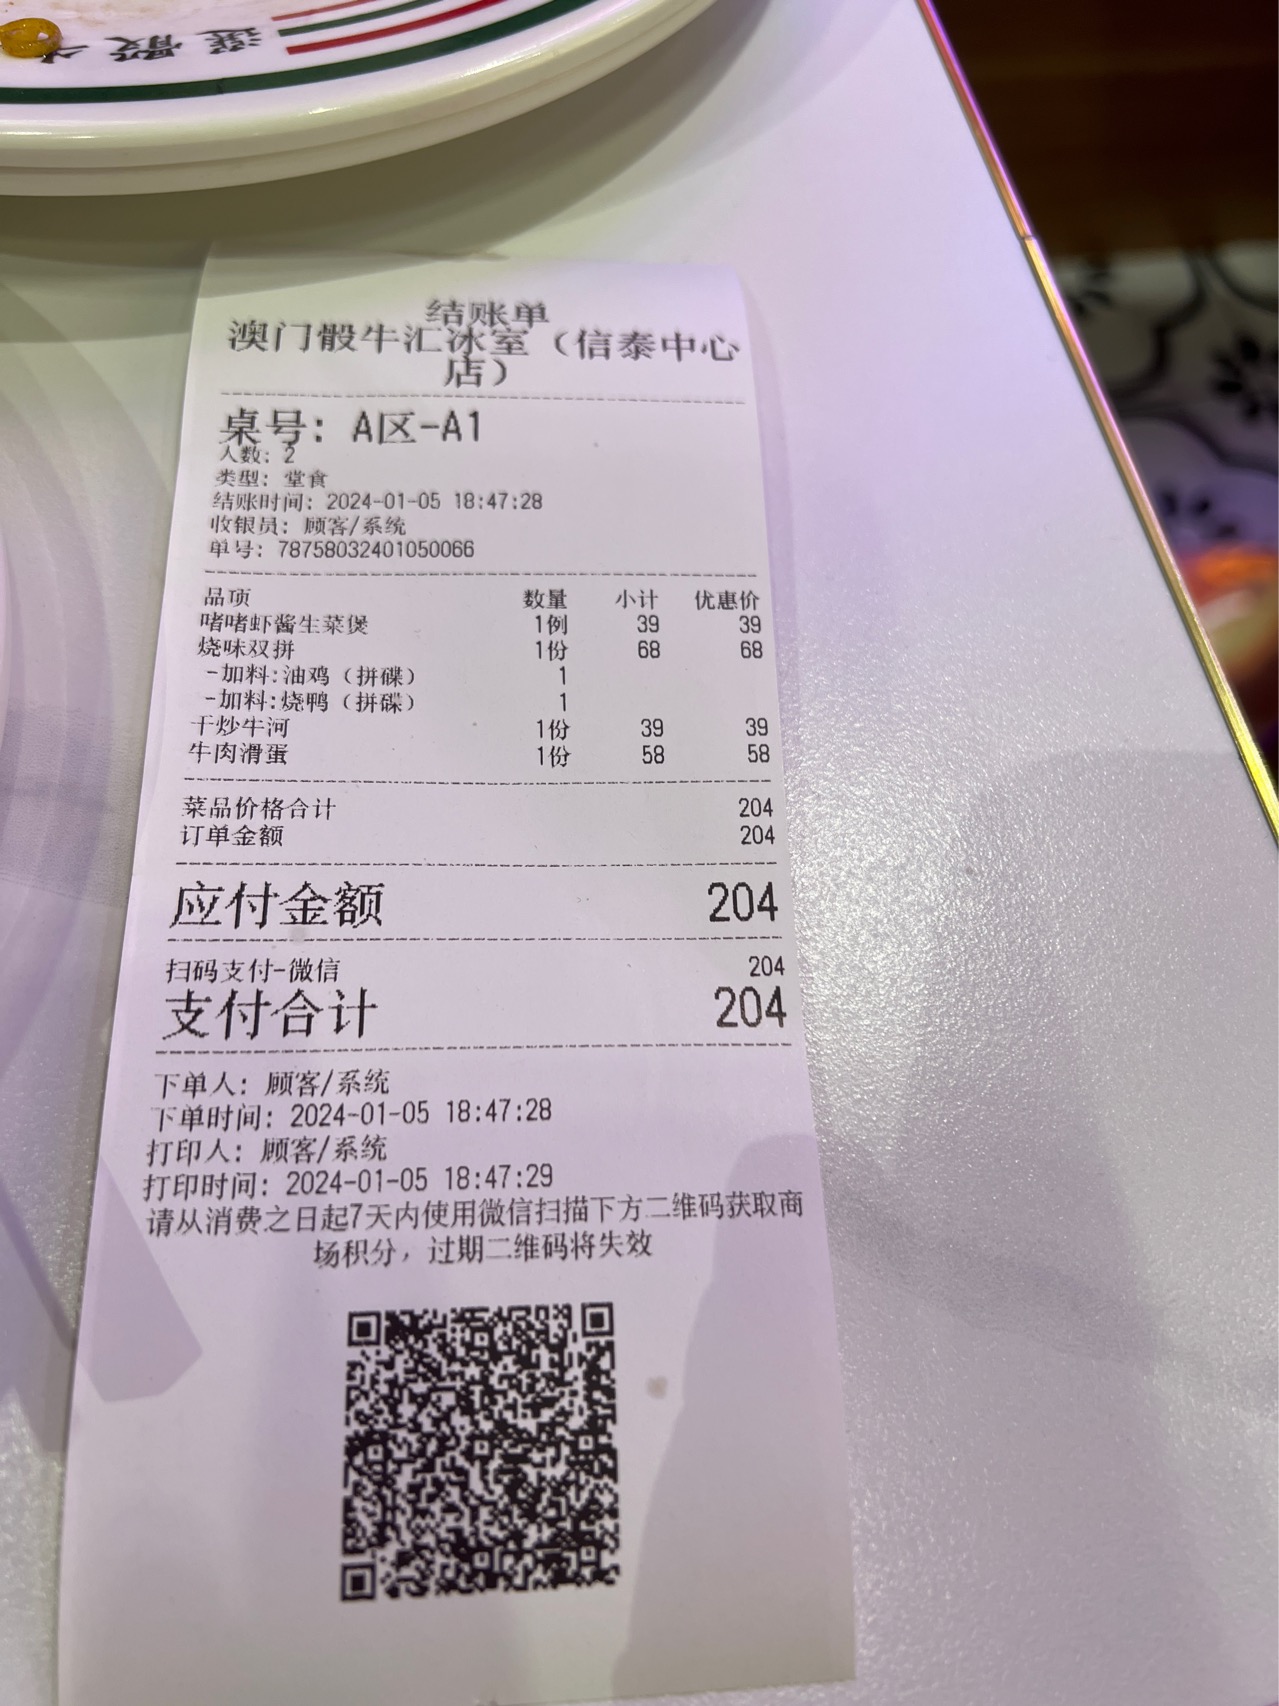 結账单
澳门骰牛汇冰室（信泰中心
店）
桌号: A区-A1
人数: 2
类型: 堂食
结账时间: 2024-01-05 18:47:28
收银员: 顾客/系统
单号: 78758032401050066
品项 数量 小计 优惠价
啫啫虾酱生菜煲 1例 39 39
烧味双拼 1份 68 68
-加料:油鸡（拼碟） 1
-加料:烧鸭（拼碟） 1
干炒牛河 1份 39 39
牛肉滑蛋 1份 58 58
菜品价格合计 204
订单金额 204
应付金额 204
扫码支付-微信 204
支付合计 204
下单人: 顾客/系统
下单时间: 2024-01-05 18:47:28
打印人: 顾客/系统
打印时间: 2024-01-05 18:47:29
请从消费之日起7天内使用微信扫描下方二维码获取商
场积分，过期二维码将失效